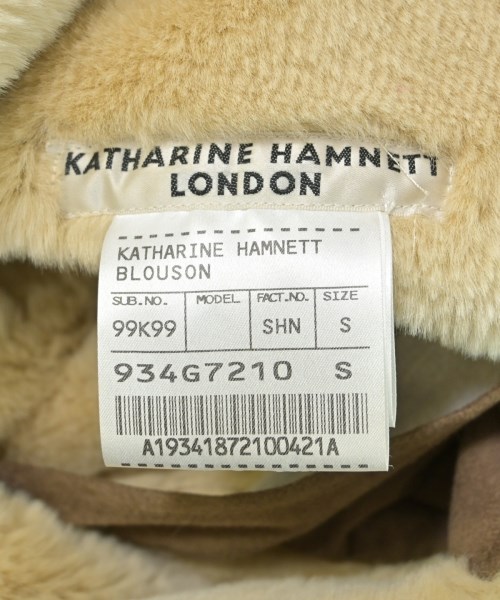 KATHARINE HAMNETT
LONDON
KATHARINE HAMNETT
BLOUSON
SUB.NO. MODEL FACT.NO. SIZE
99K99 SHN S
934G7210 S
A19341872100421A